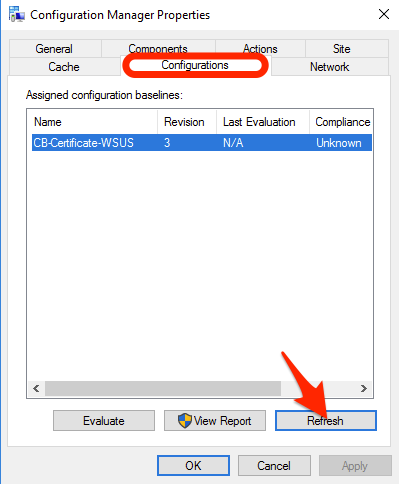 Configuration Manager Properties
General Components Actions Site
Cache Configurations Network
Assigned configuration baselines:
Name Revision Last Evaluation Compliance
CB-Certificate-WSUS 3 N/A Unknown
Evaluate View Report Refresh
OK Cancel Apply